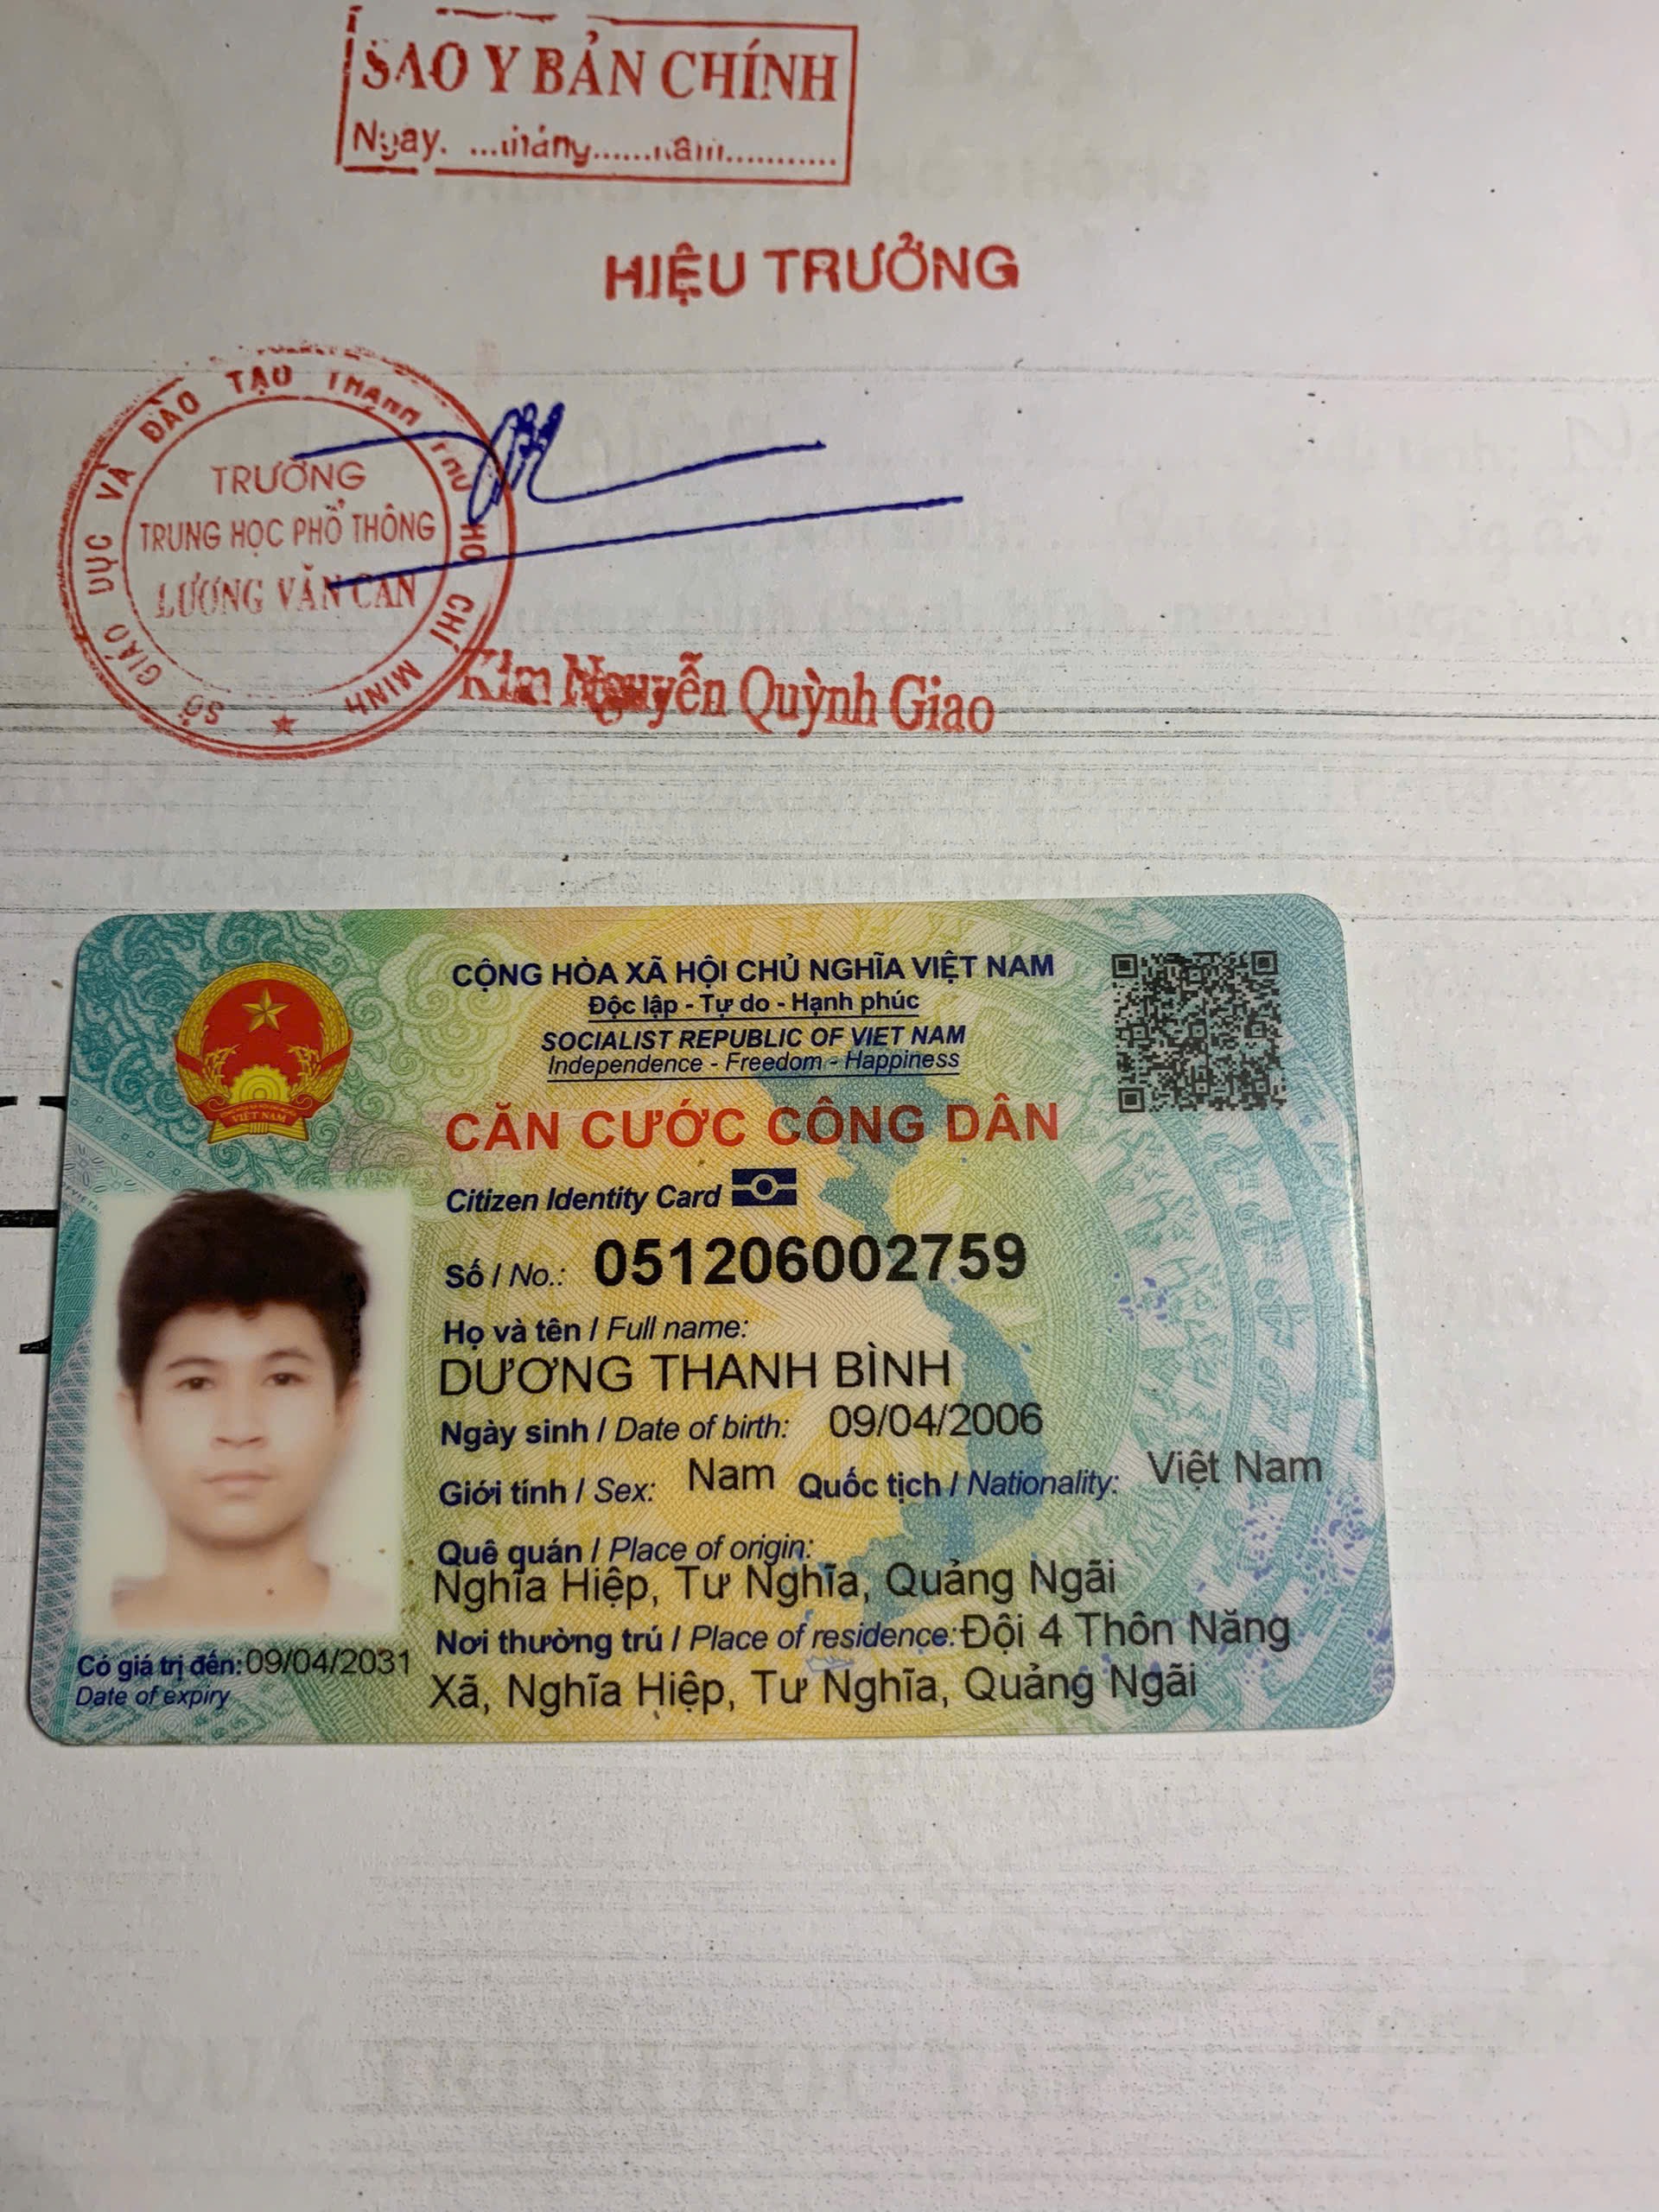 SAO Y BẢN CHÍNH
Ngày. ...tháng......năm...........
HIỆU TRƯỞNG
SỞ GIÁO DỤC VÀ ĐÀO TẠO THÀNH PHỐ HỒ CHÍ MINH
TRƯỜNG
TRUNG HỌC PHỔ THÔNG
LƯƠNG VĂN CAN
Kim Nguyễn Quỳnh Giao
CỘNG HÒA XÃ HỘI CHỦ NGHĨA VIỆT NAM
Độc lập - Tự do - Hạnh phúc
SOCIALIST REPUBLIC OF VIET NAM
Independence - Freedom - Happiness
VIỆT NAM
CĂN CƯỚC CÔNG DÂN
Citizen Identity Card
Số / No.: 051206002759
Họ và tên / Full name:
DƯƠNG THANH BÌNH
Ngày sinh / Date of birth: 09/04/2006
Giới tính / Sex: Nam Quốc tịch / Nationality: Việt Nam
Quê quán / Place of origin:
Nghĩa Hiệp, Tư Nghĩa, Quảng Ngãi
Nơi thường trú / Place of residence: Đội 4 Thôn Năng
Xã, Nghĩa Hiệp, Tư Nghĩa, Quảng Ngãi
Có giá trị đến: 09/04/2031
Date of expiry